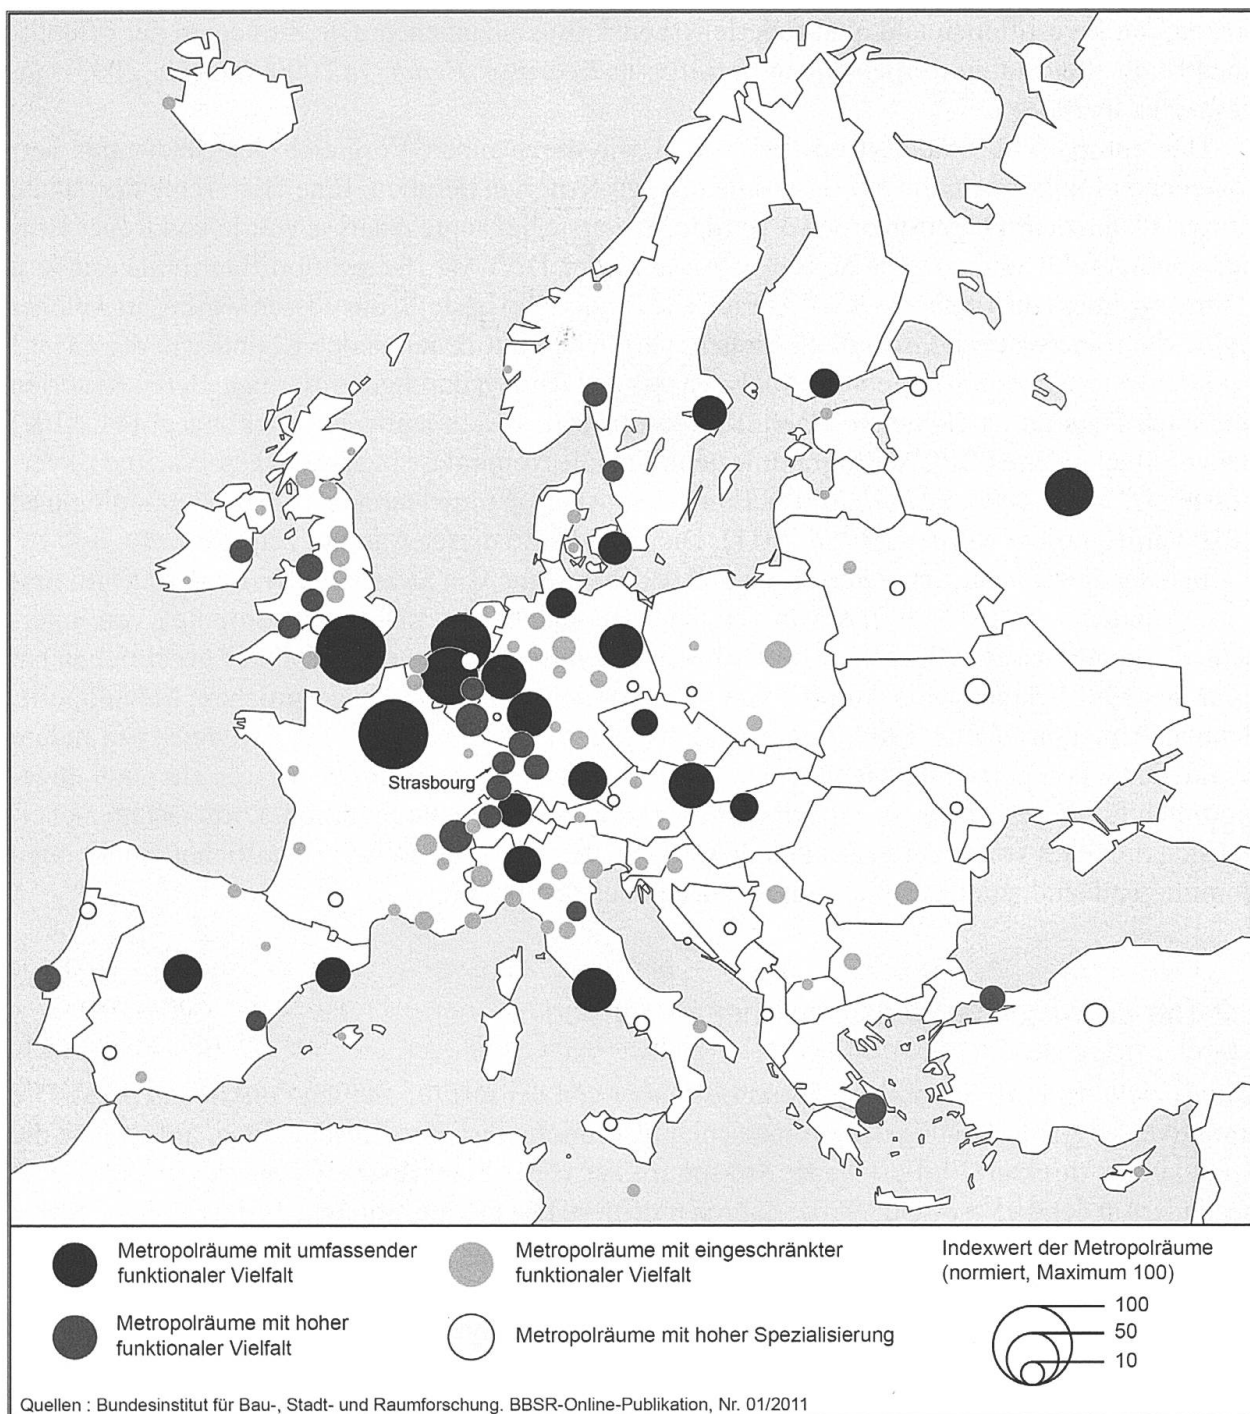 Strasbourg
Metropolräume mit umfassender
funktionaler Vielfalt
Metropolräume mit hoher
funktionaler Vielfalt
Metropolräume mit eingeschränkter
funktionaler Vielfalt
Metropolräume mit hoher Spezialisierung
Indexwert der Metropolräume
(normiert, Maximum 100)
100
50
10
Quellen : Bundesinstitut für Bau-, Stadt- und Raumforschung. BBSR-Online-Publikation, Nr. 01/2011